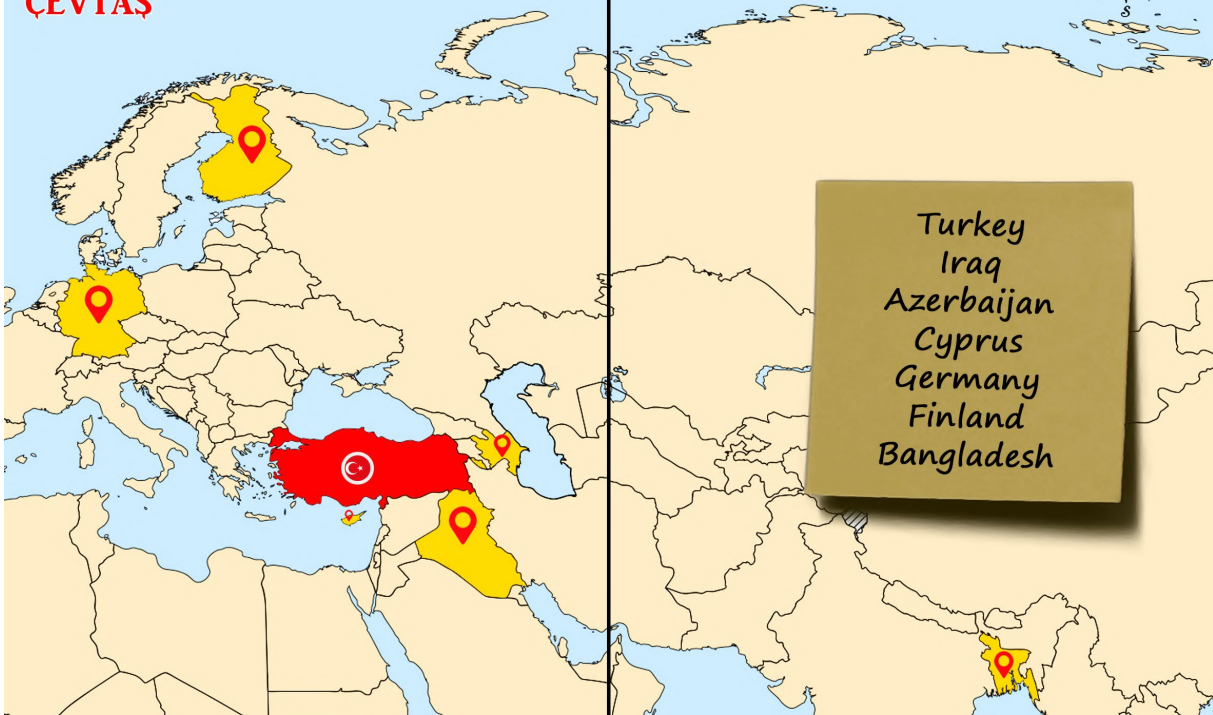 ÇEVTAŞ
Turkey
Iraq
Azerbaijan
Cyprus
Germany
Finland
Bangladesh